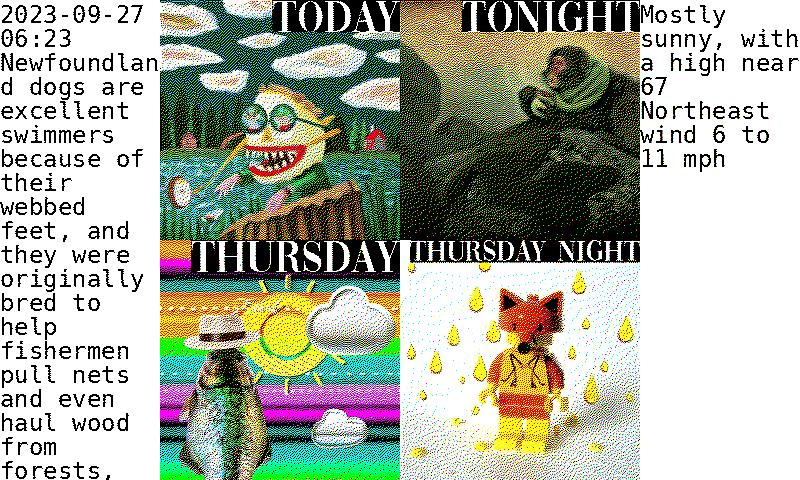 2023-09-27
06:23
Newfoundlan
d dogs are
excellent
swimmers
because of
their
webbed
feet, and
they were
originally
bred to
help
fishermen
pull nets
and even
haul wood
from
forests,
TODAY
TONIGHT
THURSDAY
THURSDAY NIGHT
Mostly
sunny, with
a high near
67
Northeast
wind 6 to
11 mph